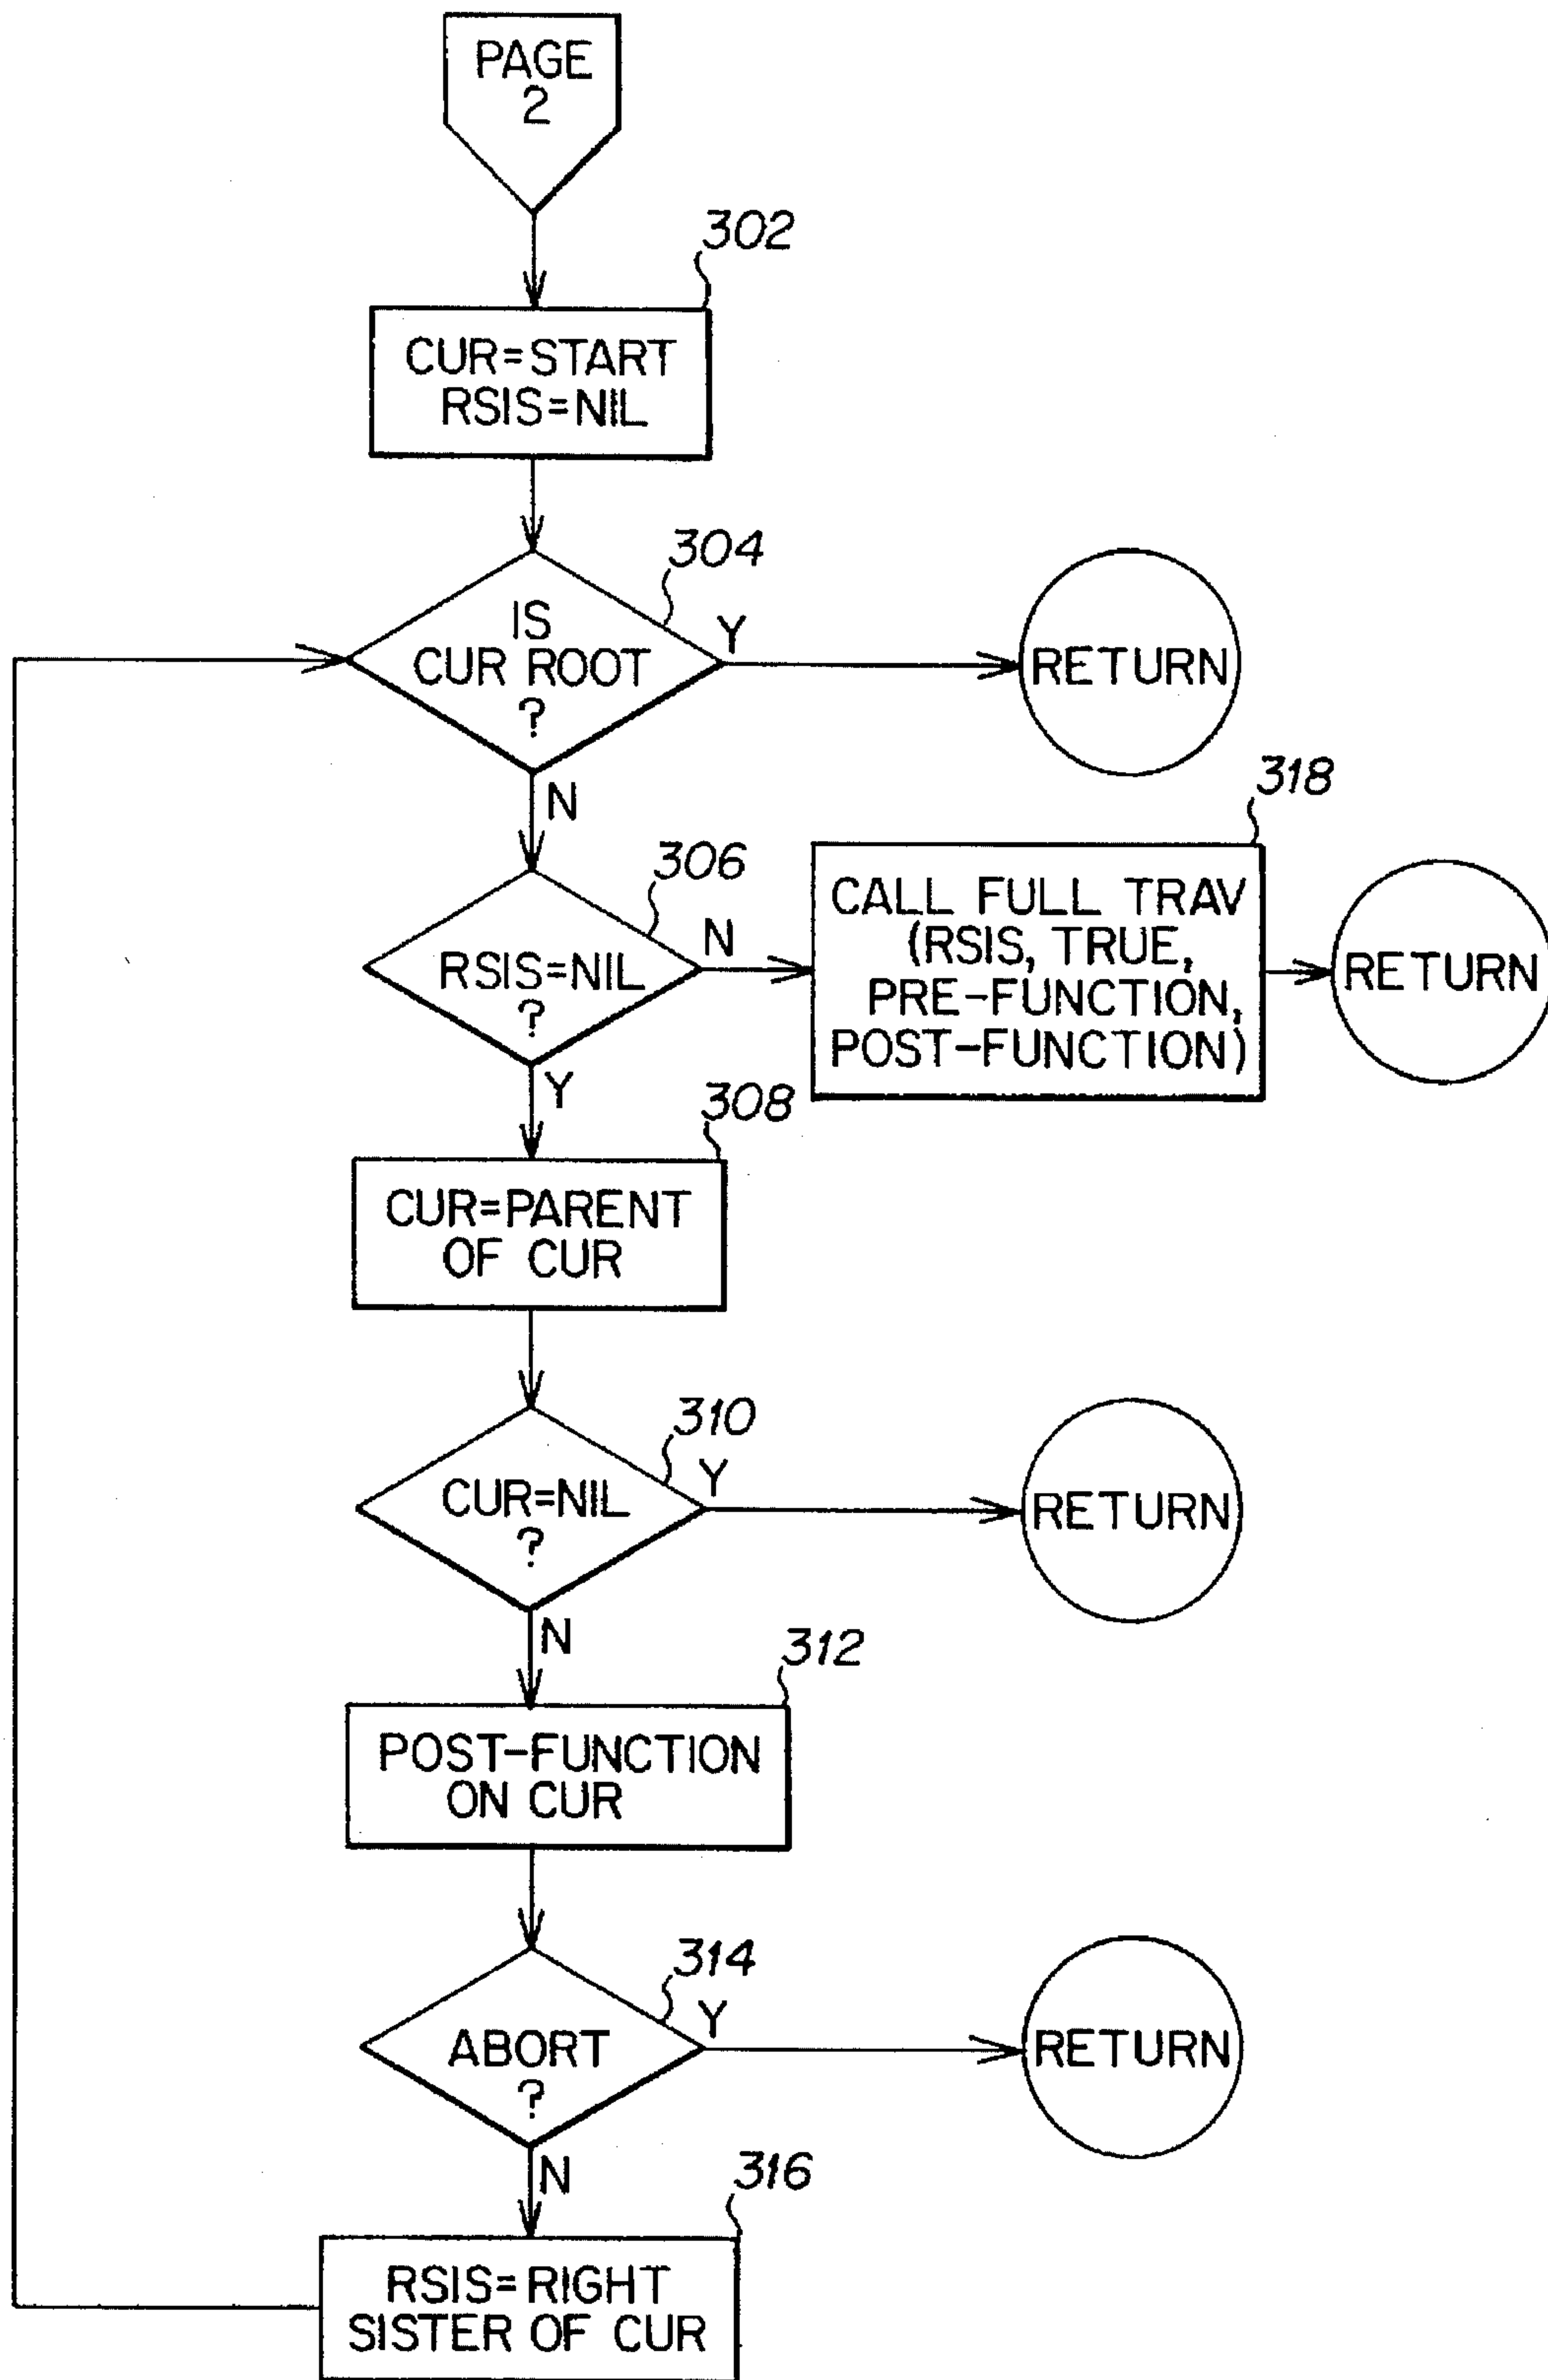 PAGE
2
302
CUR=START
RSIS=NIL
304
IS
CUR ROOT
?
Y
RETURN
N
318
306
RSIS=NIL
?
N
CALL FULL TRAV
(RSIS, TRUE,
PRE-FUNCTION,
POST-FUNCTION)
RETURN
Y
308
CUR=PARENT
OF CUR
310
CUR=NIL
?
Y
RETURN
N
312
POST-FUNCTION
ON CUR
314
ABORT
?
Y
RETURN
N
316
RSIS=RIGHT
SISTER OF CUR